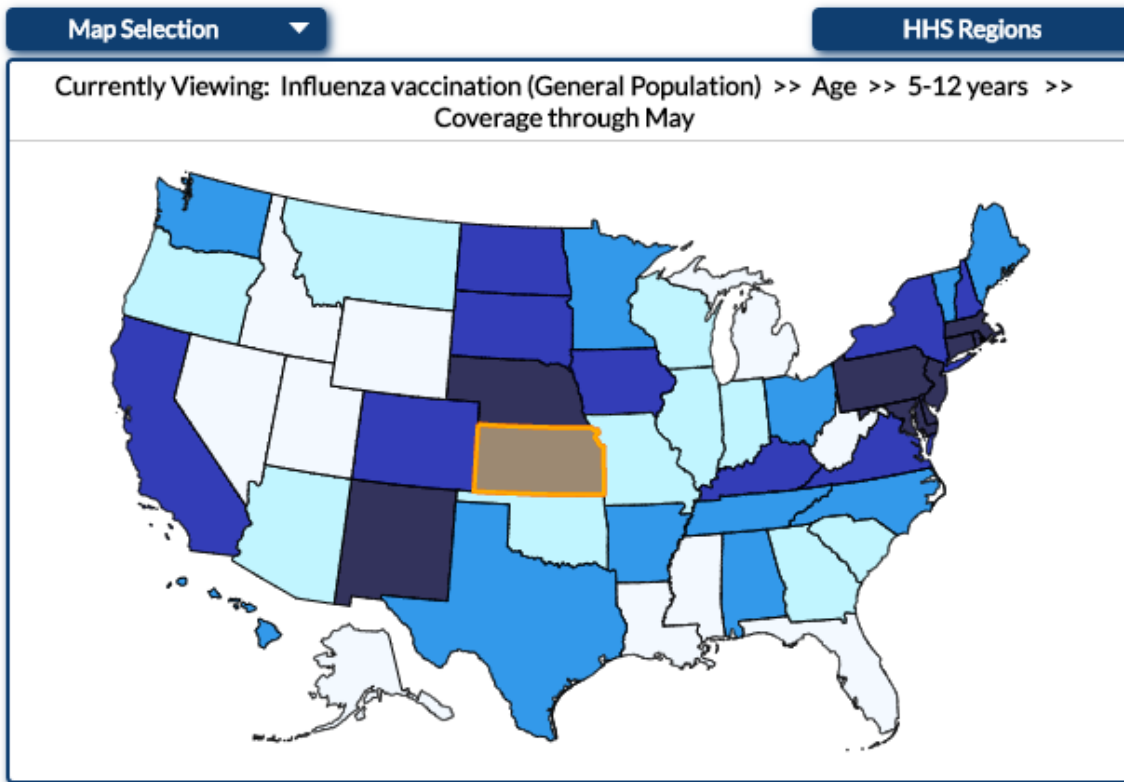 Map Selection
HHS Regions
Currently Viewing: Influenza vaccination (General Population) >> Age >> 5-12 years >>
Coverage through May